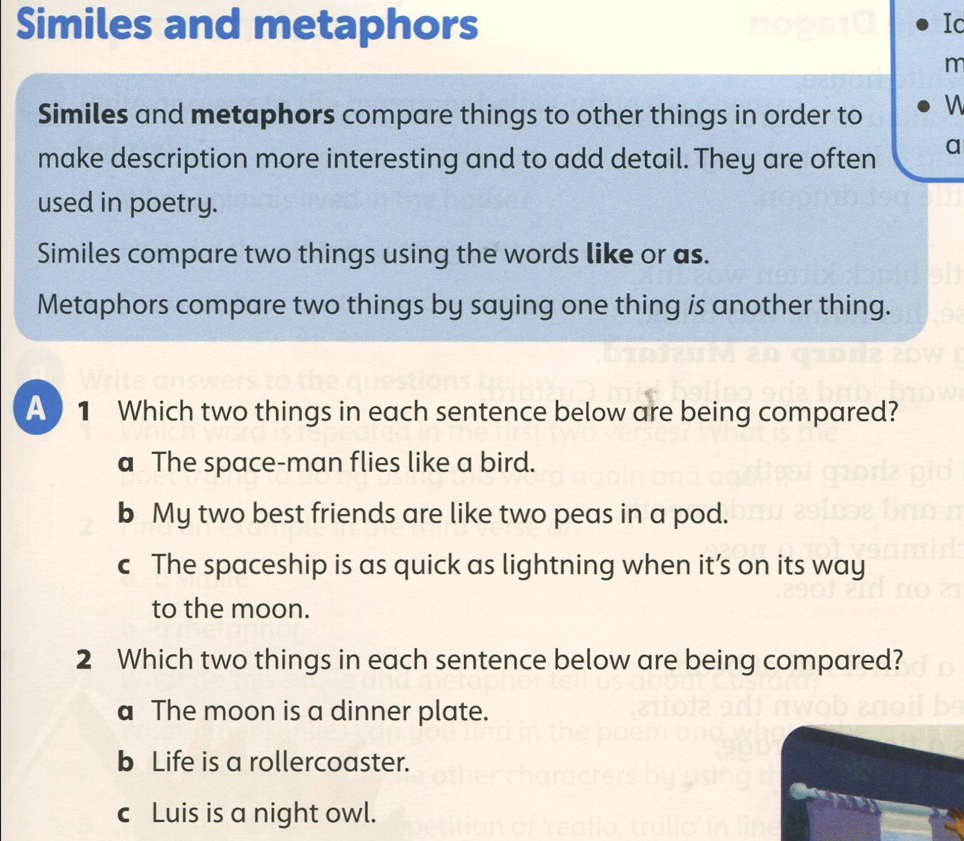 Similes and metaphors
Similes and metaphors compare things to other things in order to
make description more interesting and to add detail. They are often
used in poetry.
Similes compare two things using the words like or as.
Metaphors compare two things by saying one thing is another thing.
A 1 Which two things in each sentence below are being compared?
a The space-man flies like a bird.
b My two best friends are like two peas in a pod.
c The spaceship is as quick as lightning when it's on its way
to the moon.
2 Which two things in each sentence below are being compared?
a The moon is a dinner plate.
b Life is a rollercoaster.
c Luis is a night owl.